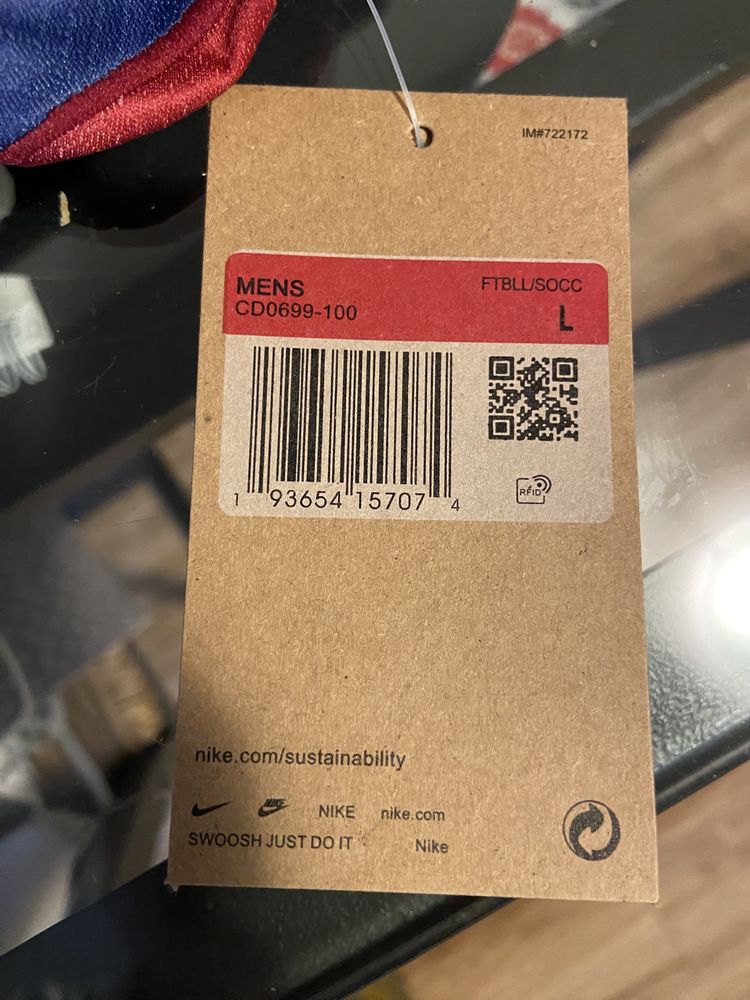 IM#722172
MENS FTBLL/SOCC
CD0699-100 L
1 93654 15707 4
RFID
nike.com/sustainability
NIKE NIKE nike.com
SWOOSH JUST DO IT Nike